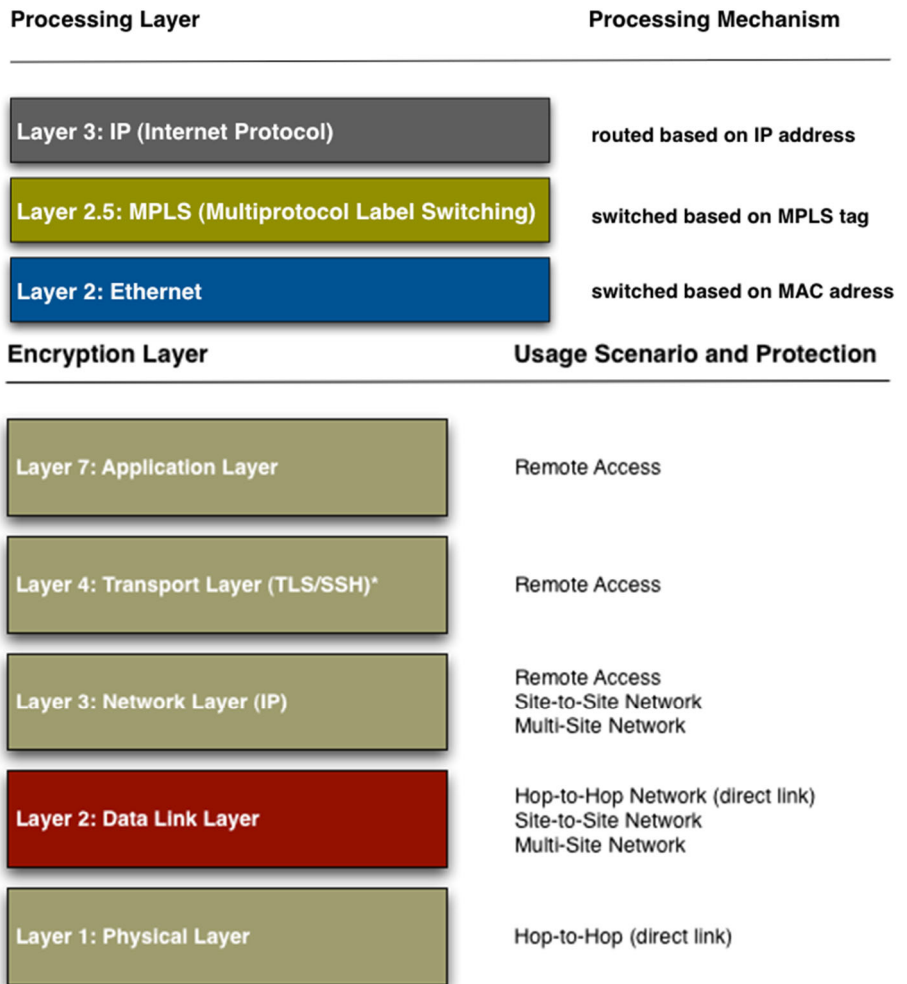 Processing Layer
Processing Mechanism
Layer 3: IP (Internet Protocol)
routed based on IP address
Layer 2.5: MPLS (Multiprotocol Label Switching)
switched based on MPLS tag
Layer 2: Ethernet
switched based on MAC adress
Encryption Layer
Usage Scenario and Protection
Layer 7: Application Layer
Remote Access
Layer 4: Transport Layer (TLS/SSH)*
Remote Access
Layer 3: Network Layer (IP)
Remote Access
Site-to-Site Network
Multi-Site Network
Layer 2: Data Link Layer
Hop-to-Hop Network (direct link)
Site-to-Site Network
Multi-Site Network
Layer 1: Physical Layer
Hop-to-Hop (direct link)